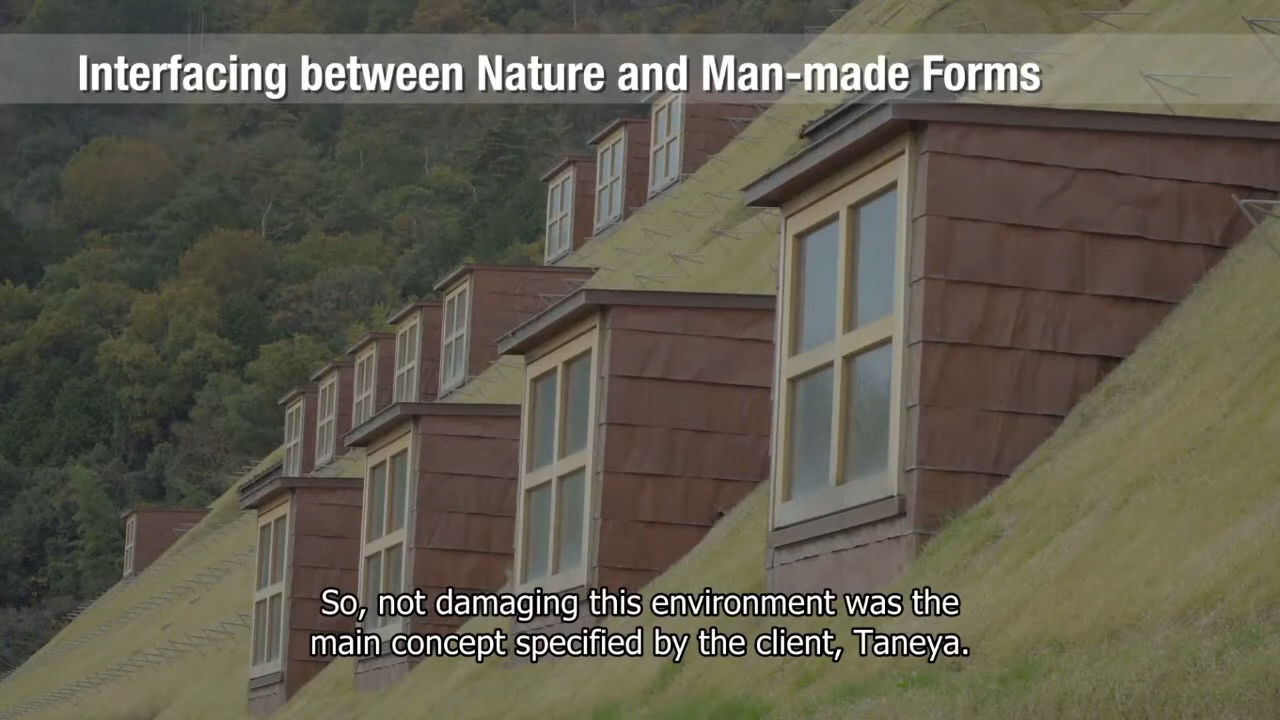 Interfacing between Nature and Man-made Forms
So, not damaging this environment was the
main concept specified by the client, Taneya.